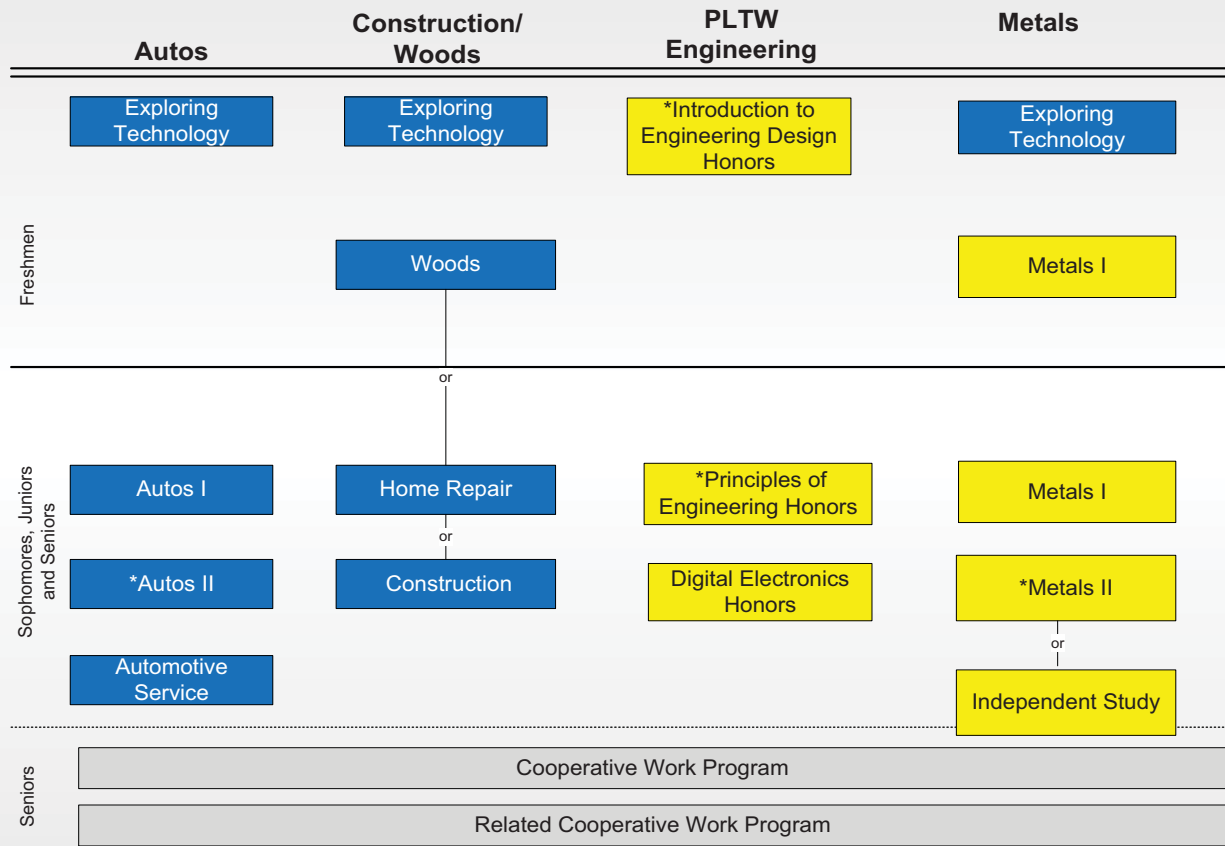 Autos
Construction/
Woods
PLTW
Engineering
Metals
Freshmen
Exploring
Technology
Exploring
Technology
*Introduction to
Engineering Design
Honors
Exploring
Technology
Woods
Metals I
or
Sophomores, Juniors
and Seniors
Autos I
Home Repair
*Principles of
Engineering Honors
Metals I
or
*Autos II
Construction
Digital Electronics
Honors
*Metals II
or
Automotive
Service
Independent Study
Seniors
Cooperative Work Program
Related Cooperative Work Program